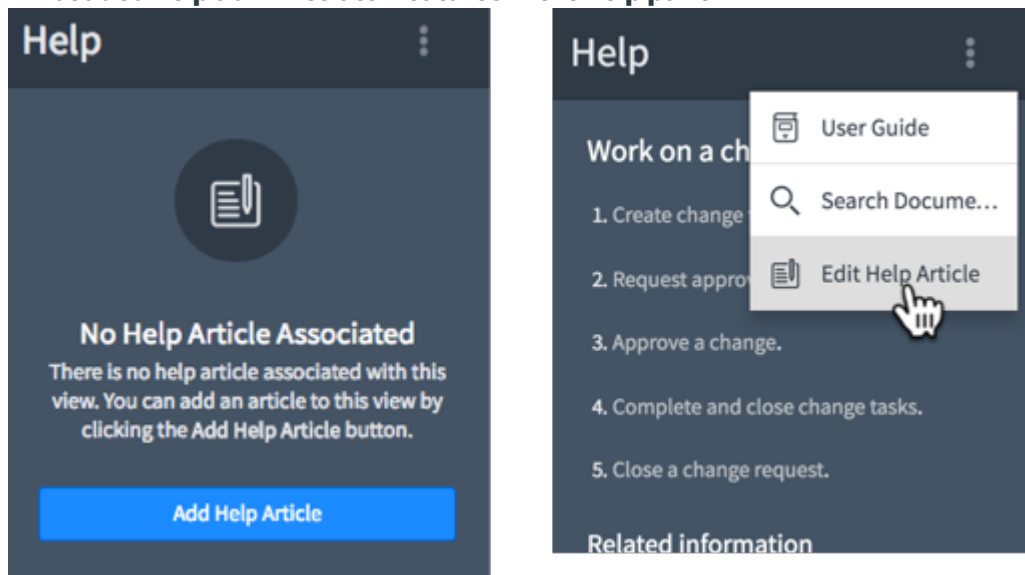 Help
No Help Article Associated
There is no help article associated with this
view. You can add an article to this view by
clicking the Add Help Article button.
Add Help Article
Help
User Guide
Search Docume...
Edit Help Article
Work on a ch
1. Create change
2. Request appro
3. Approve a change.
4. Complete and close change tasks.
5. Close a change request.
Related information